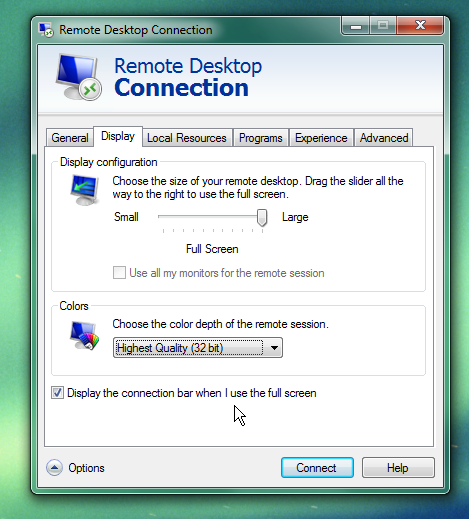 Remote Desktop Connection
Remote Desktop
Connection
General Display Local Resources Programs Experience Advanced
Display configuration
Choose the size of your remote desktop. Drag the slider all the
way to the right to use the full screen.
Small Large
Full Screen
Use all my monitors for the remote session
Colors
Choose the color depth of the remote session.
Highest Quality (32 bit)
Display the connection bar when I use the full screen
Options Connect Help